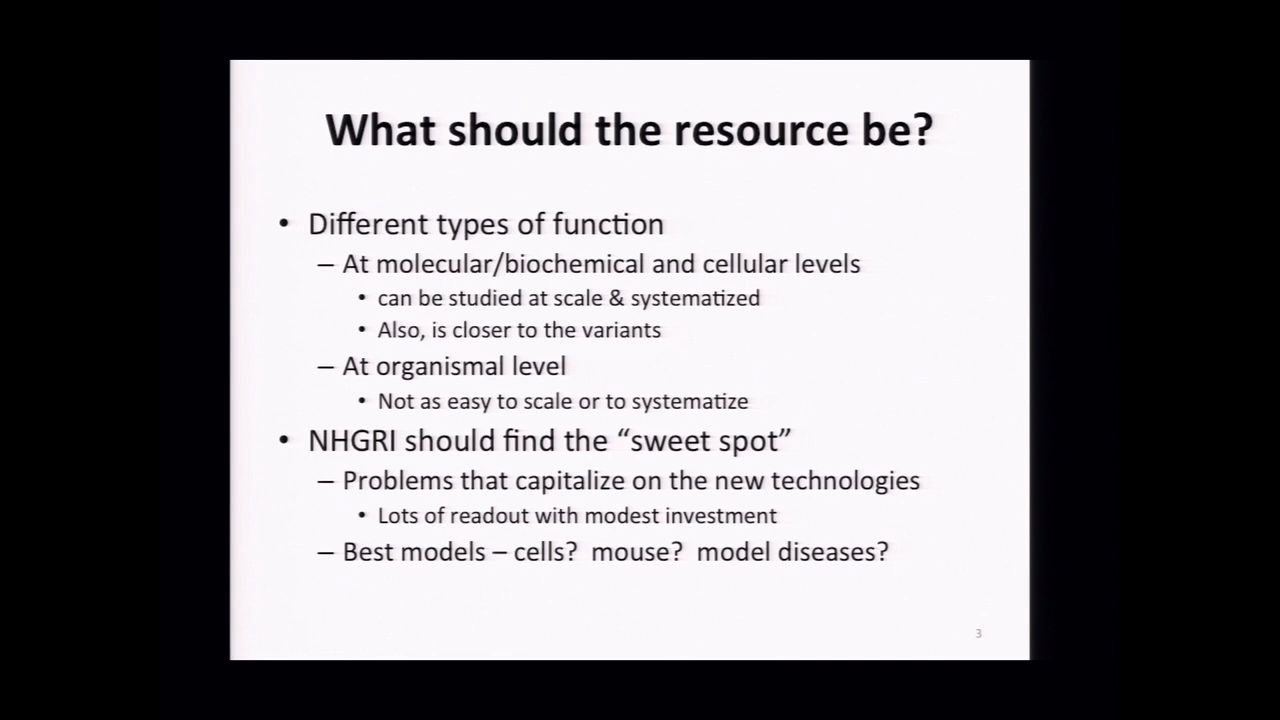 What should the resource be?
• Different types of function
– At molecular/biochemical and cellular levels
• can be studied at scale & systematized
• Also, is closer to the variants
– At organismal level
• Not as easy to scale or to systematize
• NHGRI should find the “sweet spot”
– Problems that capitalize on the new technologies
• Lots of readout with modest investment
– Best models – cells?  mouse?  model diseases?
3